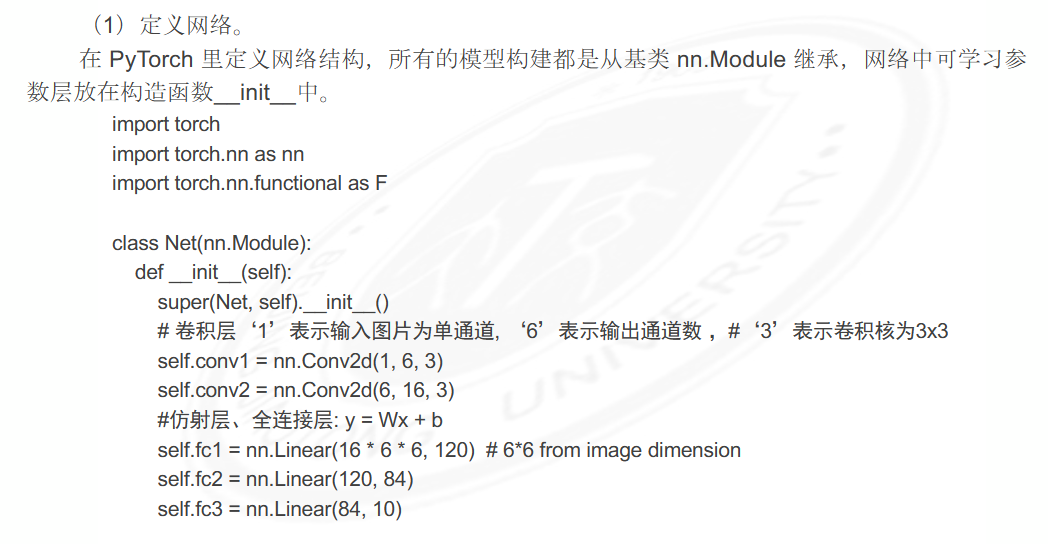 （1）定义网络。
在 PyTorch 里定义网络结构，所有的模型构建都是从基类 nn.Module 继承，网络中可学习参
数层放在构造函数__init__中。
import torch
import torch.nn as nn
import torch.nn.functional as F
class Net(nn.Module):
def __init__(self):
super(Net, self).__init__()
# 卷积层‘1’表示输入图片为单通道,‘6’表示输出通道数 ，#‘3’表示卷积核为3x3
self.conv1 = nn.Conv2d(1, 6, 3)
self.conv2 = nn.Conv2d(6, 16, 3)
#仿射层、全连接层: y = Wx + b
self.fc1 = nn.Linear(16 * 6 * 6, 120)  # 6*6 from image dimension
self.fc2 = nn.Linear(120, 84)
self.fc3 = nn.Linear(84, 10)
UNIVERSITY